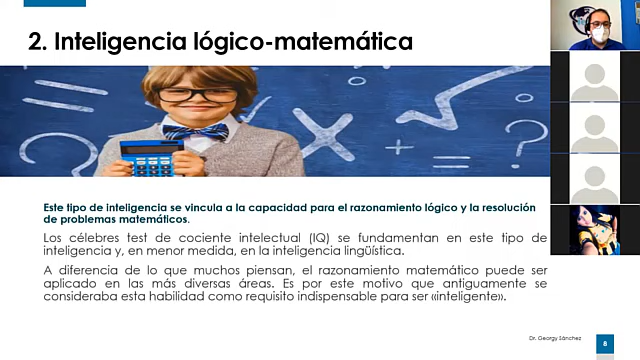 2. Inteligencia lógico-matemática
Este tipo de inteligencia se vincula a la capacidad para el razonamiento lógico y la resolución
de problemas matemáticos.
Los célebres test de cociente intelectual (IQ) se fundamentan en este tipo de
inteligencia y, en menor medida, en la inteligencia lingüística.
A diferencia de lo que muchos piensan, el razonamiento matemático puede ser
aplicado en las más diversas áreas. Es por este motivo que antiguamente se
consideraba esta habilidad como requisito indispensable para ser «inteligente».
Dr. Georgy Sánchez
8